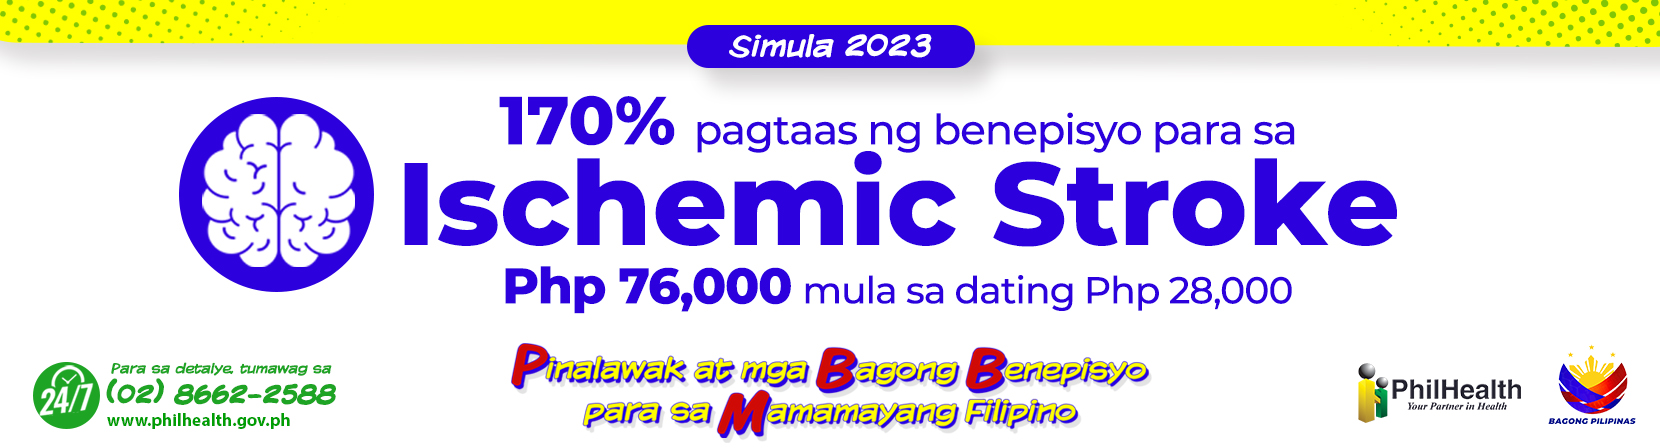 Simula 2023
170% pagtaas ng benepisyo para sa
Ischemic Stroke
Php 76,000 mula sa dating Php 28,000
Pinalawak at mga Bagong Benepisyo
para sa Mamamayang Filipino
24/7
Para sa detalye, tumawag sa
(02) 8662-2588
www.philhealth.gov.ph
PhilHealth
Your Partner in Health
BAGONG PILIPINAS